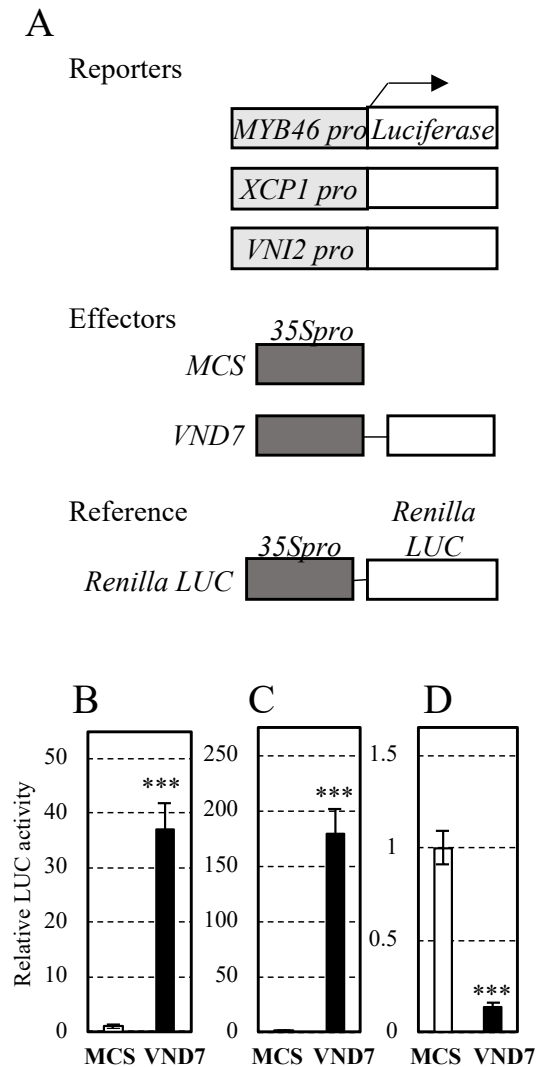 A
Reporters
MYB46 pro Luciferase
XCP1 pro
VNI2 pro
Effectors
35Spro
MCS
VND7
Reference
Renilla
35Spro LUC
Renilla LUC
B C D
Relative LUC activity
50
40
30
20
10
0
***
MCS VND7
250
200
150
100
50
0
***
MCS VND7
1.5
1
0.5
0
***
MCS VND7